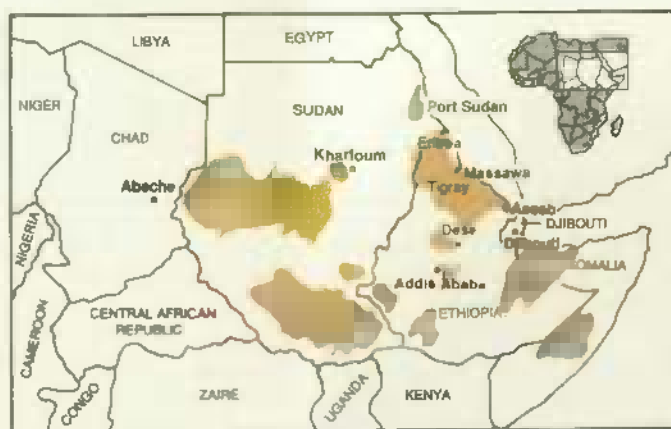 LIBYA
EGYPT
NIGER
SUDAN
Port Sudan
CHAD
Eritrea
Khartoum
Massawa
Abeche
Tigray
Assab
DJIBOUTI
Dese
Djibouti
NIGERIA
SOMALIA
Addis Ababa
CENTRAL AFRICAN
REPUBLIC
ETHIOPIA
CAMEROON
CONGO
ZAIRE
UGANDA
KENYA